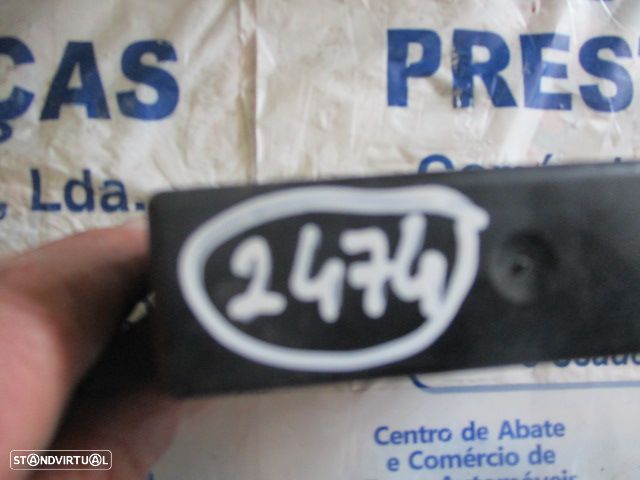 ÇAS
PREST
, Lda.
2474
Centro de Abate
e Comércio de
STANDVIRTUAL